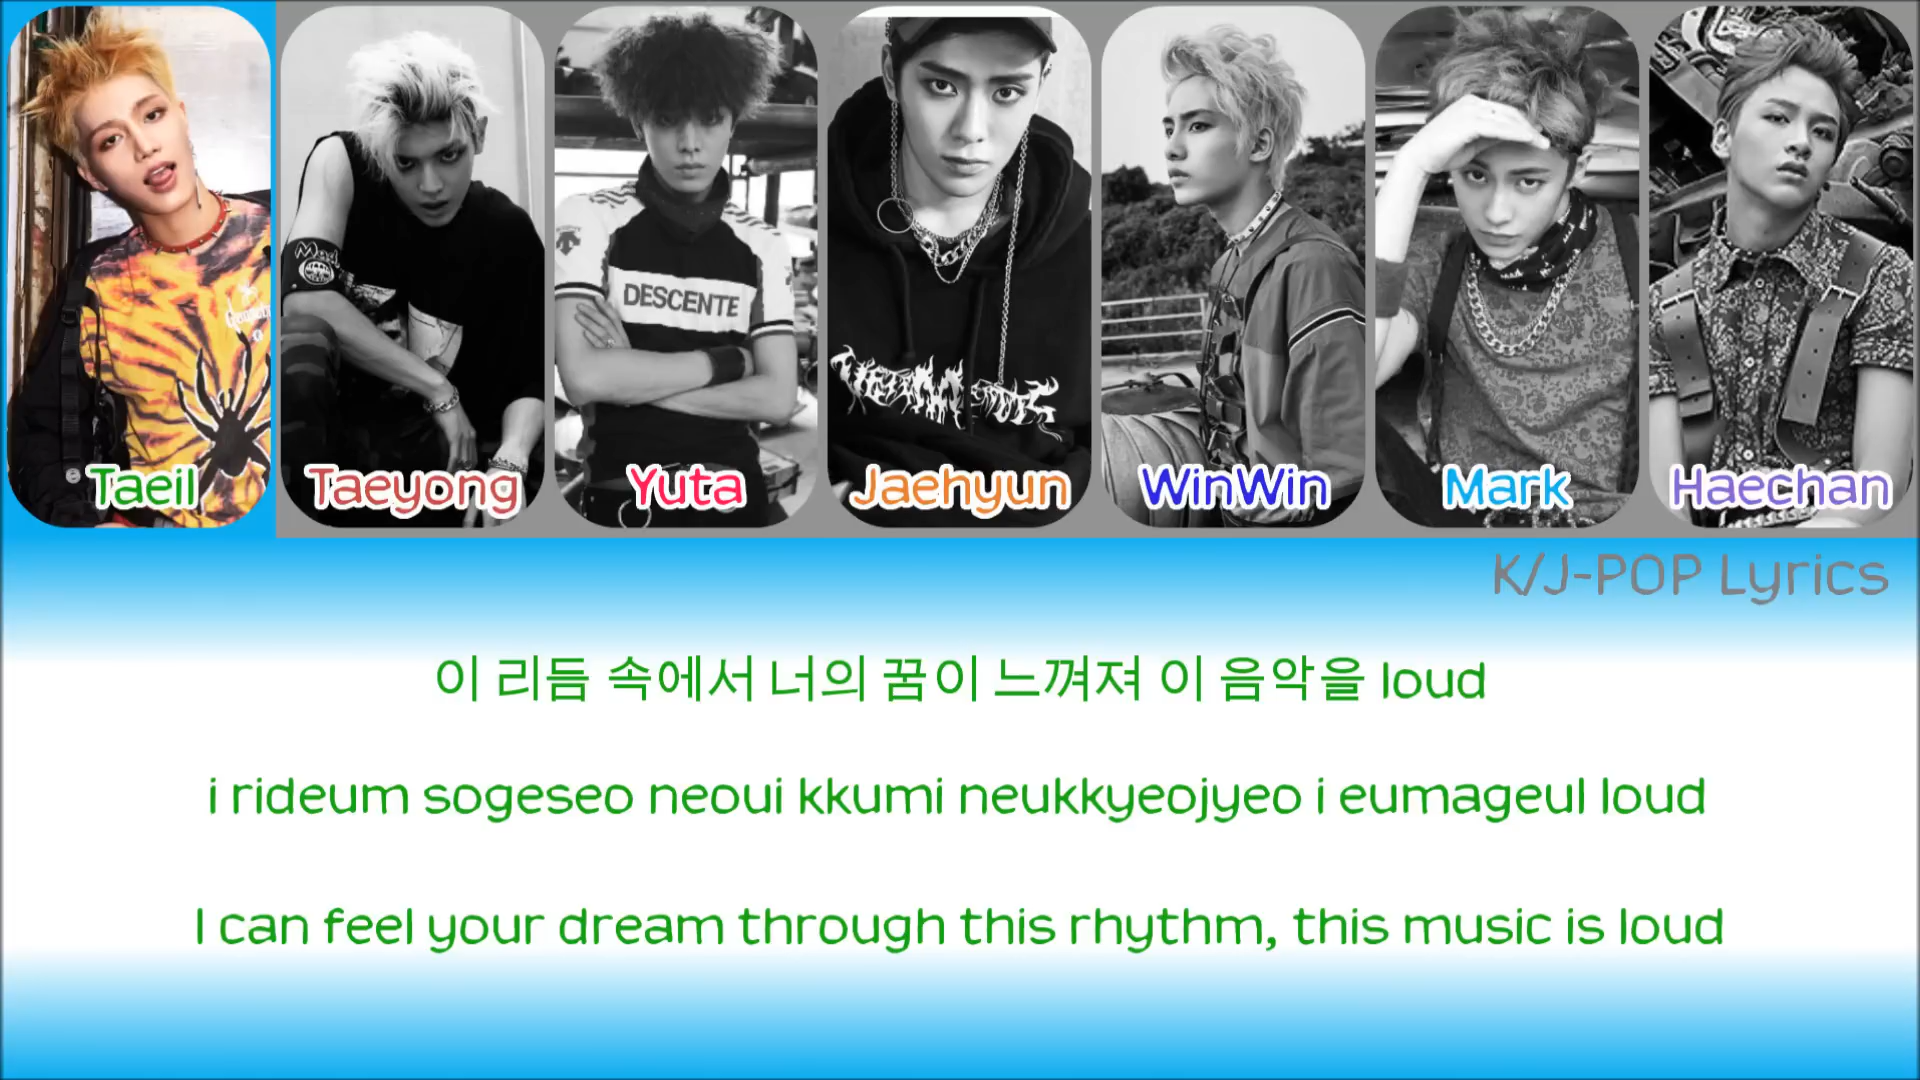 DESCENTE
Taeil
Taeyong
Yuta
Jaehyun
WinWin
Mark
Haechan
K/J-POP Lyrics
이 리듬 속에서 너의 꿈이 느껴져 이 음악을 loud
i rideum sogeseo neoui kkumi neukkyeojyeo i eumageul loud
I can feel your dream through this rhythm, this music is loud